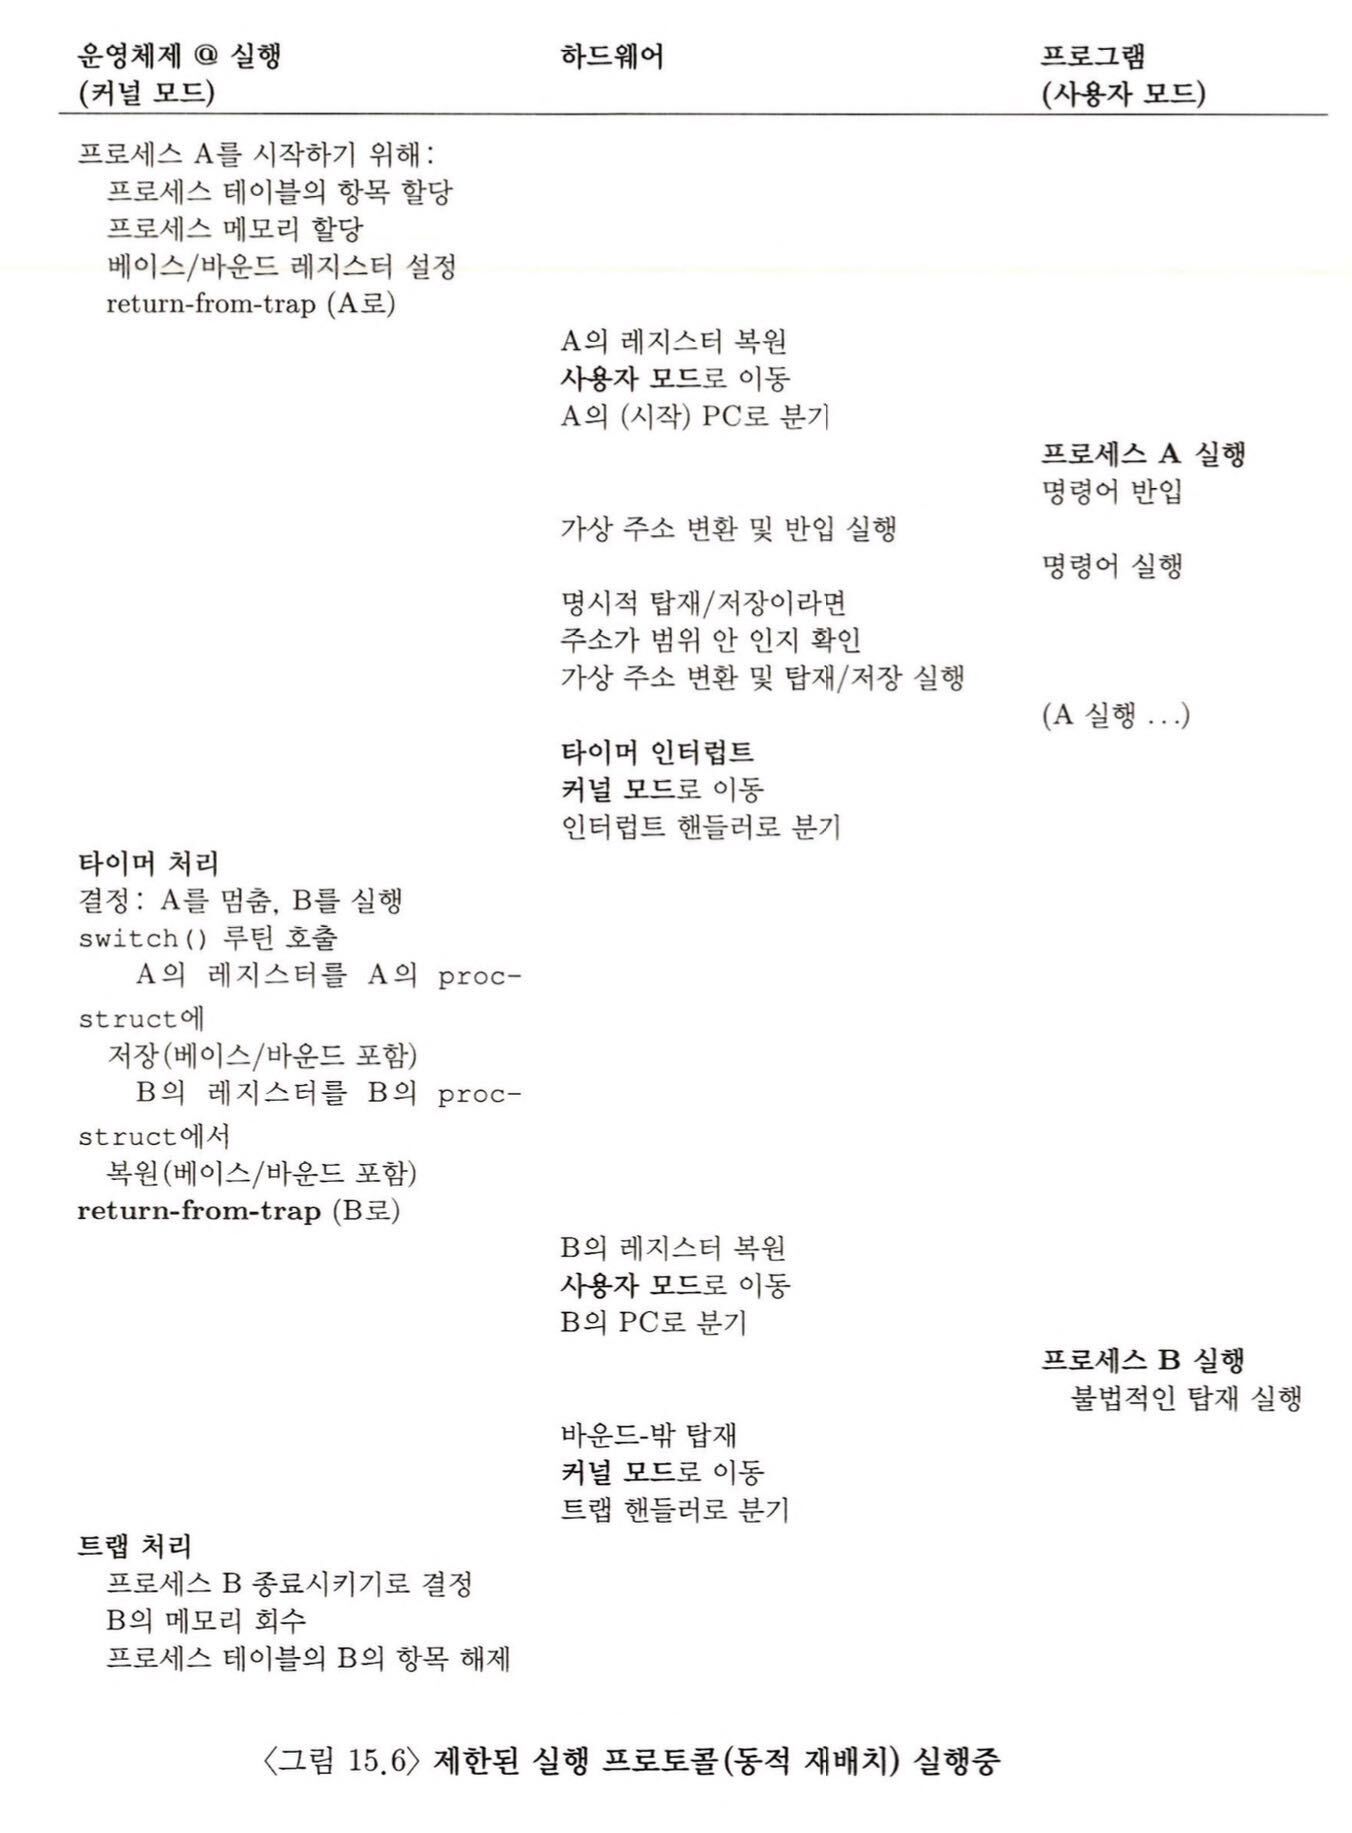 운영체제 @ 실행 하드웨어 프로그램
(커널 모드) (사용자 모드)
프로세스 A를 시작하기 위해:
프로세스 테이블의 항목 할당
프로세스 메모리 할당
베이스/바운드 레지스터 설정
return-from-trap (A로)
A의 레지스터 복원
사용자 모드로 이동
A의 (시작) PC로 분기
프로세스 A 실행
명령어 반입
가상 주소 변환 및 반입 실행
명령어 실행
명시적 탑재/저장이라면
주소가 범위 안 인지 확인
가상 주소 변환 및 탑재/저장 실행
(A 실행 ...)
타이머 인터럽트
커널 모드로 이동
인터럽트 핸들러로 분기
타이머 처리
결정: A를 멈춤, B를 실행
switch() 루틴 호출
A의 레지스터를 A의 proc-
struct에
저장(베이스/바운드 포함)
B의 레지스터를 B의 proc-
struct에서
복원(베이스/바운드 포함)
return-from-trap (B로)
B의 레지스터 복원
사용자 모드로 이동
B의 PC로 분기
프로세스 B 실행
불법적인 탑재 실행
바운드-밖 탑재
커널 모드로 이동
트랩 핸들러로 분기
트랩 처리
프로세스 B 종료시키기로 결정
B의 메모리 회수
프로세스 테이블의 B의 항목 해제
〈그림 15.6〉 제한된 실행 프로토콜(동적 재배치) 실행중